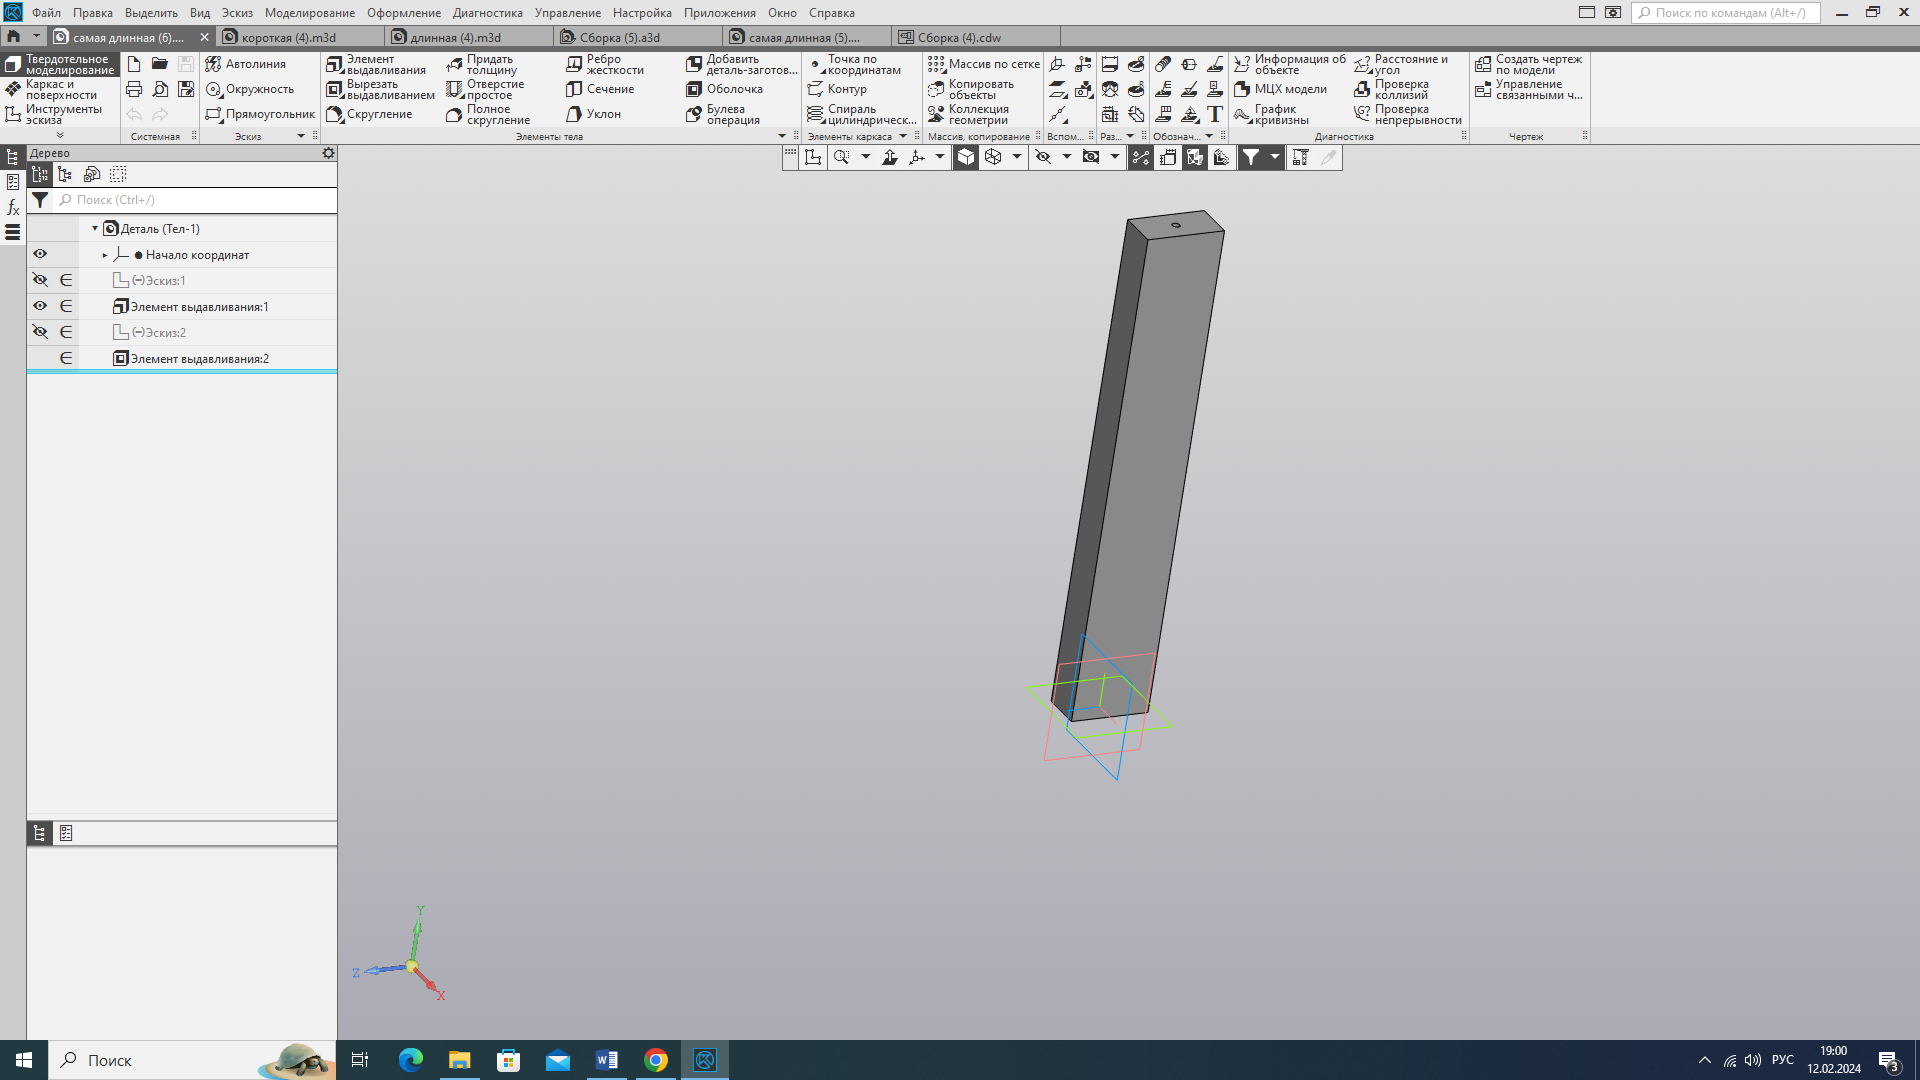 Файл Правка Выделить Вид Эскиз Моделирование Оформление Диагностика Управление Настройка Приложения Окно Справка Поиск по командам (Alt+/)
самая длинная (6).... короткая (4).m3d длинная (4).m3d Сборка (5).a3d самая длинная (5).... Сборка (4).cdw
Твердотельное
моделирование
Каркас и
поверхности
Инструменты
эскиза
Системная
Автолиния
Окружность
Прямоугольник
Эскиз
Элемент
выдавливания
Вырезать
выдавливанием
Скругление
Придать
толщину
Отверстие
простое
Полное
скругление
Ребро
жесткости
Сечение
Уклон
Добавить
деталь-заготов...
Оболочка
Булева
операция
Элементы тела
Точка по
координатам
Контур
Спираль
цилиндрическ...
Элементы каркаса
Массив по сетке
Копировать
объекты
Коллекция
геометрии
Массив, копирование
Вспом...
Раз...
Обознач...
Информация об
объекте
МЦХ модели
График
кривизны
Расстояние и
угол
Проверка
коллизий
Проверка
непрерывности
Диагностика
Создать чертеж
по модели
Управление
связанными ч...
Чертеж
Дерево
Поиск (Ctrl+/)
Деталь (Тел-1)
Начало координат
(−)Эскиз:1
Элемент выдавливания:1
(−)Эскиз:2
Элемент выдавливания:2
Y
Z
X
Поиск
РУС
19:00
12.02.2024
3